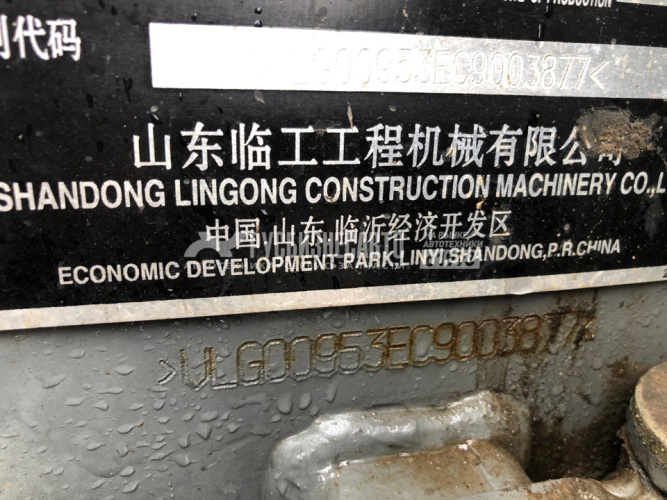 OF PRODUCTION
别代码
LG00953EC9003877<
山东临工工程机械有限公司
SHANDONG LINGONG CONSTRUCTION MACHINERY CO.,L
中国,山东,临沂经济开发区
ECONOMIC DEVELOPMENT PARK LINYI,SHANDONG,P.R.CHINA
>VLG00953EC9003877<